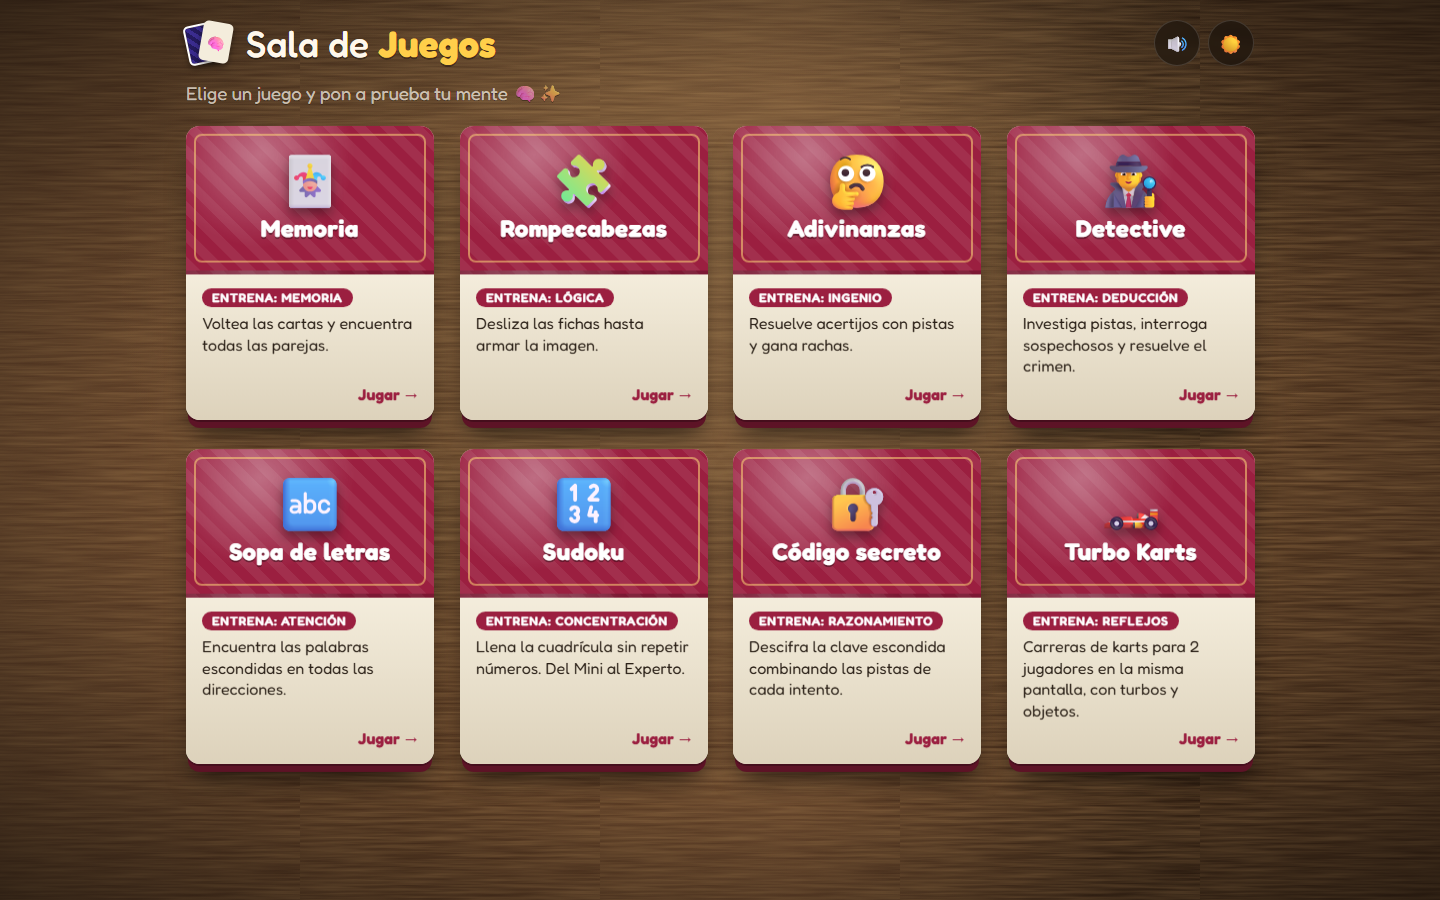 Sala de Juegos
Elige un juego y pon a prueba tu mente
Memoria
ENTRENA: MEMORIA
Voltea las cartas y encuentra
todas las parejas.
Jugar →
Rompecabezas
ENTRENA: LÓGICA
Desliza las fichas hasta
armar la imagen.
Jugar →
Adivinanzas
ENTRENA: INGENIO
Resuelve acertijos con pistas
y gana rachas.
Jugar →
Detective
ENTRENA: DEDUCCIÓN
Investiga pistas, interroga
sospechosos y resuelve el
crimen.
Jugar →
abc
Sopa de letras
ENTRENA: ATENCIÓN
Encuentra las palabras
escondidas en todas las
direcciones.
Jugar →
1 2
3 4
Sudoku
ENTRENA: CONCENTRACIÓN
Llena la cuadrícula sin repetir
números. Del Mini al Experto.
Jugar →
Código secreto
ENTRENA: RAZONAMIENTO
Descifra la clave escondida
combinando las pistas de
cada intento.
Jugar →
Turbo Karts
ENTRENA: REFLEJOS
Carreras de karts para 2
jugadores en la misma
pantalla, con turbos y
objetos.
Jugar →